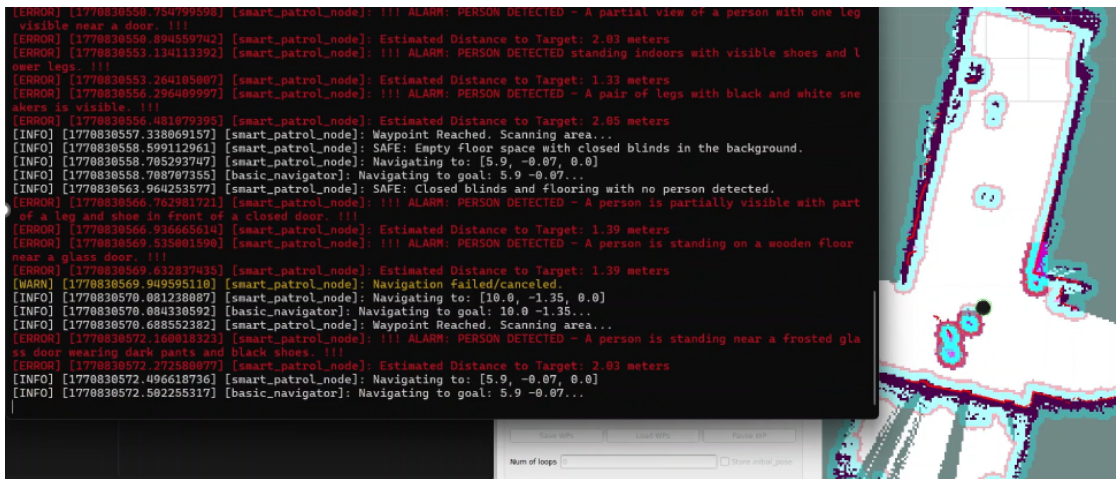 [ERROR] [1770830550.754799598] [smart_patrol_node]: !!! ALARM: PERSON DETECTED - A partial view of a person with one leg
visible near a door. !!!
[ERROR] [1770830550.894559742] [smart_patrol_node]: Estimated Distance to Target: 2.03 meters
[ERROR] [1770830553.134113392] [smart_patrol_node]: !!! ALARM: PERSON DETECTED standing indoors with visible shoes and l
ower legs. !!!
[ERROR] [1770830553.264105007] [smart_patrol_node]: Estimated Distance to Target: 1.33 meters
[ERROR] [1770830556.296409997] [smart_patrol_node]: !!! ALARM: PERSON DETECTED - A pair of legs with black and white sne
akers is visible. !!!
[ERROR] [1770830556.481079395] [smart_patrol_node]: Estimated Distance to Target: 2.05 meters
[INFO] [1770830557.338069157] [smart_patrol_node]: Waypoint Reached. Scanning area...
[INFO] [1770830558.599112961] [smart_patrol_node]: SAFE: Empty floor space with closed blinds in the background.
[INFO] [1770830558.705293747] [smart_patrol_node]: Navigating to: [5.9, -0.07, 0.0]
[INFO] [1770830558.708707355] [basic_navigator]: Navigating to goal: 5.9 -0.07...
[INFO] [1770830563.964253577] [smart_patrol_node]: SAFE: Closed blinds and flooring with no person detected.
[ERROR] [1770830566.762981721] [smart_patrol_node]: !!! ALARM: PERSON DETECTED - A person is partially visible with part
of a leg and shoe in front of a closed door. !!!
[ERROR] [1770830566.936665614] [smart_patrol_node]: Estimated Distance to Target: 1.39 meters
[ERROR] [1770830569.535001590] [smart_patrol_node]: !!! ALARM: PERSON DETECTED - A person is standing on a wooden floor
near a glass door. !!!
[ERROR] [1770830569.632837435] [smart_patrol_node]: Estimated Distance to Target: 1.39 meters
[WARN] [1770830569.949595110] [smart_patrol_node]: Navigation failed/canceled.
[INFO] [1770830570.081238087] [smart_patrol_node]: Navigating to: [10.0, -1.35, 0.0]
[INFO] [1770830570.084330592] [basic_navigator]: Navigating to goal: 10.0 -1.35...
[INFO] [1770830570.688552382] [smart_patrol_node]: Waypoint Reached. Scanning area...
[ERROR] [1770830572.160018323] [smart_patrol_node]: !!! ALARM: PERSON DETECTED - A person is standing near a frosted gla
ss door wearing dark pants and black shoes. !!!
[ERROR] [1770830572.272580077] [smart_patrol_node]: Estimated Distance to Target: 2.03 meters
[INFO] [1770830572.496618736] [smart_patrol_node]: Navigating to: [5.9, -0.07, 0.0]
[INFO] [1770830572.502255317] [basic_navigator]: Navigating to goal: 5.9 -0.07...
Save WPs Load WPs Pause WP
Num of loops 0 Store initial_pose